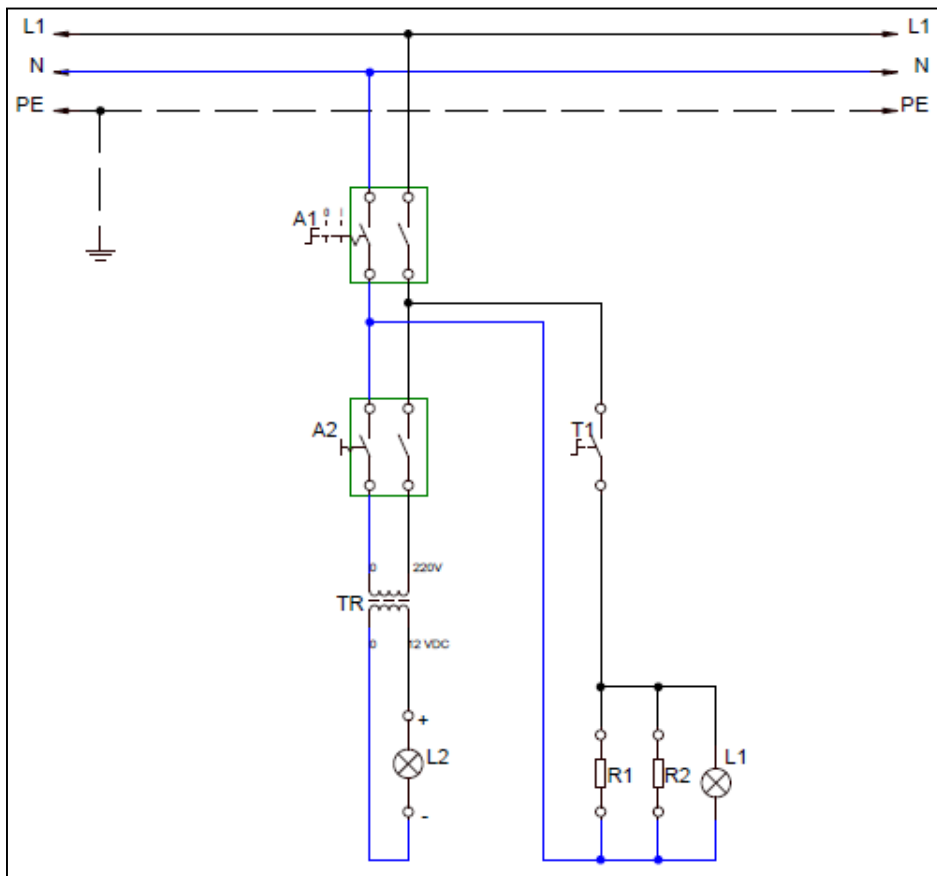 L1 L1
N N
PE PE
A1 0 I
A2 T1
0 220V
TR
0 12 VDC
+
L2 R1 R2 L1
-